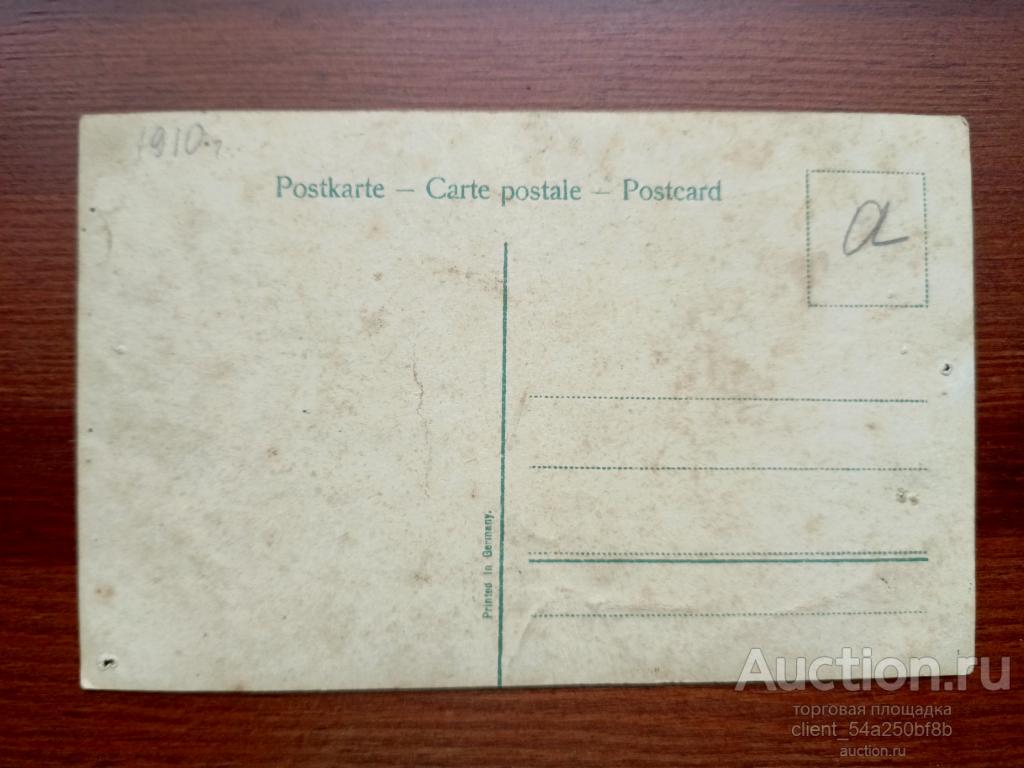 1910 г.
Postkarte – Carte postale – Postcard
a
Printed in Germany.
Auction.ru
торговая площадка
client_54a250bf8b
auction.ru